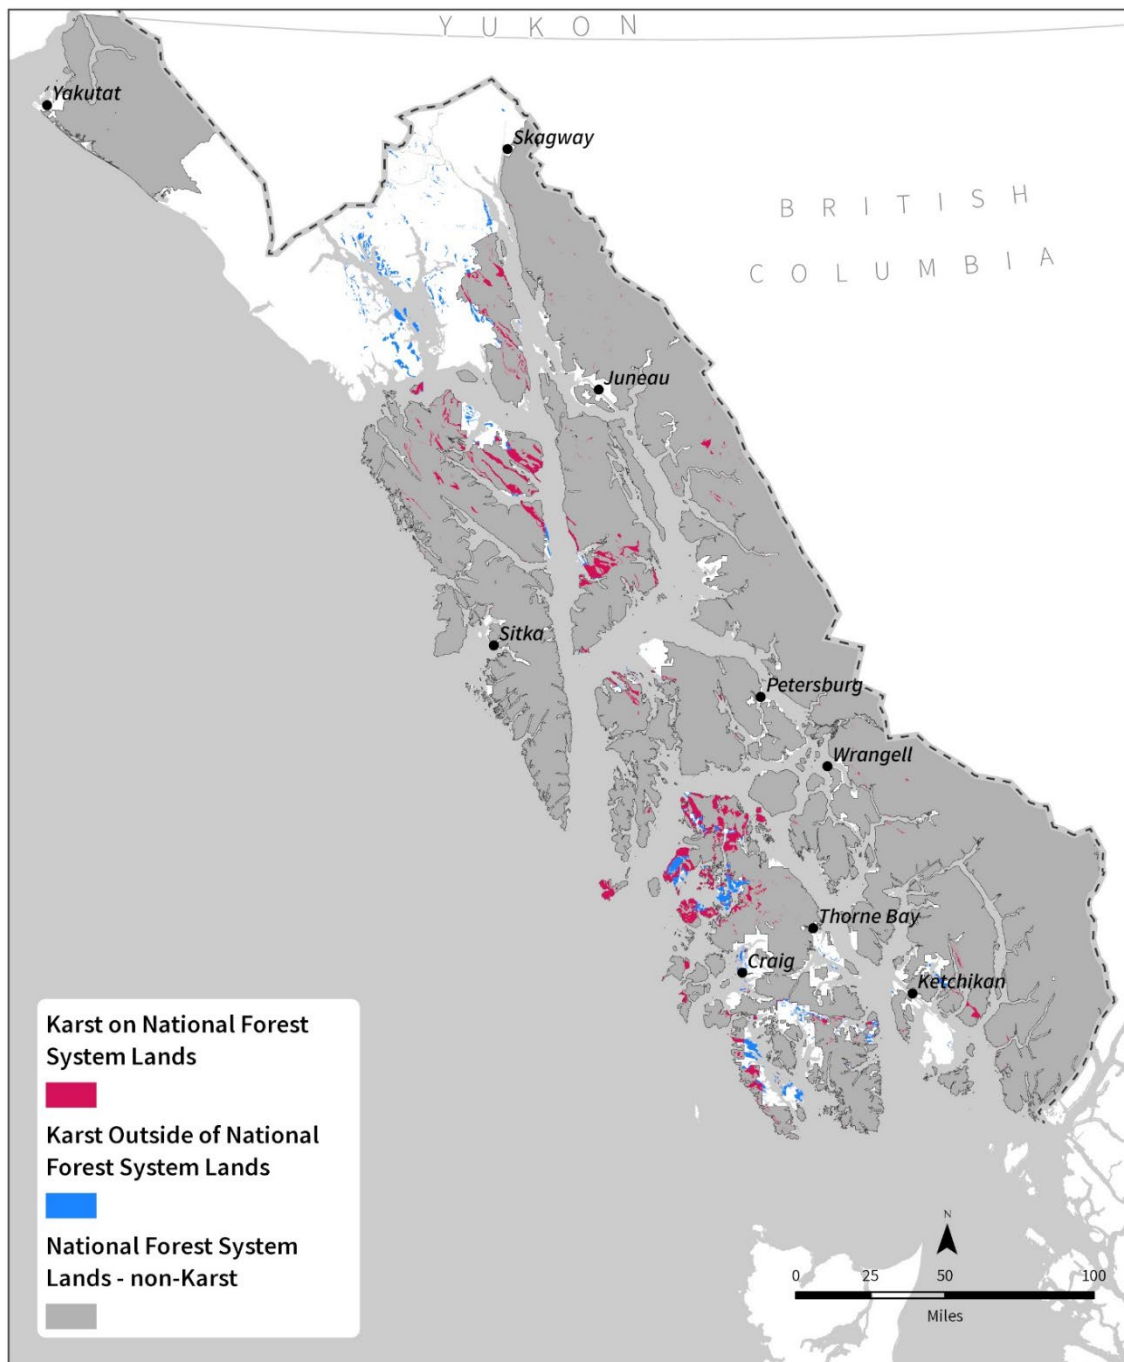 YUKON
Yakutat
Skagway
BRITISH
COLUMBIA
Juneau
Sitka
Petersburg
Wrangell
Thorne Bay
Craig
Ketchikan
Karst on National Forest
System Lands
Karst Outside of National
Forest System Lands
National Forest System
Lands - non-Karst
N
0 25 50 100
Miles